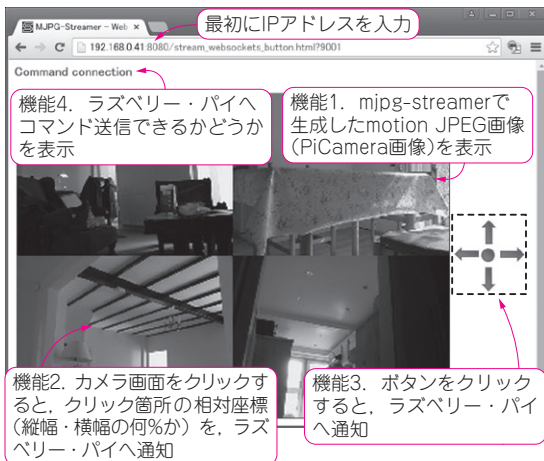 MJPG-Streamer – Web
最初にIPアドレスを入力
192.168.0.41:8080/stream_websockets_button.html?9001
Command connection
機能4. ラズベリー・パイへ
コマンド送信できるかどうか
を表示
機能1. mjpg-streamerで
生成したmotion JPEG画像
(PiCamera画像)を表示
機能2. カメラ画面をクリックす
ると，クリック箇所の相対座標
(縦幅・横幅の何%か) を，ラズ
ベリー・パイへ通知
機能3. ボタンをクリック
すると，ラズベリー・パイ
へ通知